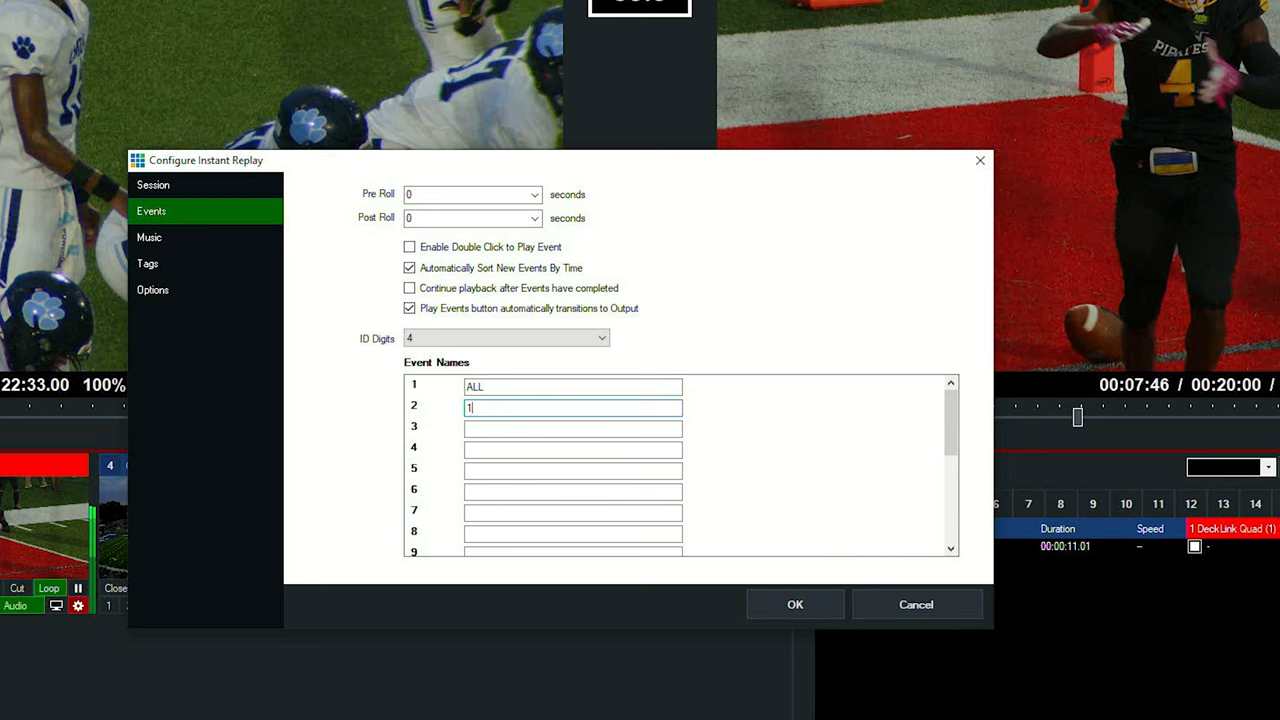 PIRATES
4
Configure Instant Replay
Session
Events
Music
Tags
Options
Pre Roll 0 seconds
Post Roll 0 seconds
Enable Double Click to Play Event
Automatically Sort New Events By Time
Continue playback after Events have completed
Play Events button automatically transitions to Output
ID Digits 4
Event Names
1 ALL
2 1
3
4
5
6
7
8
9
OK Cancel
22:33.00 100%
00:07:46 / 00:20:00 /
4
Cut Loop Close
Audio 1
6 7 8 9 10 11 12 13 14
Duration Speed 1 DeckLink Quad (1)
00:00:11.01 -- -